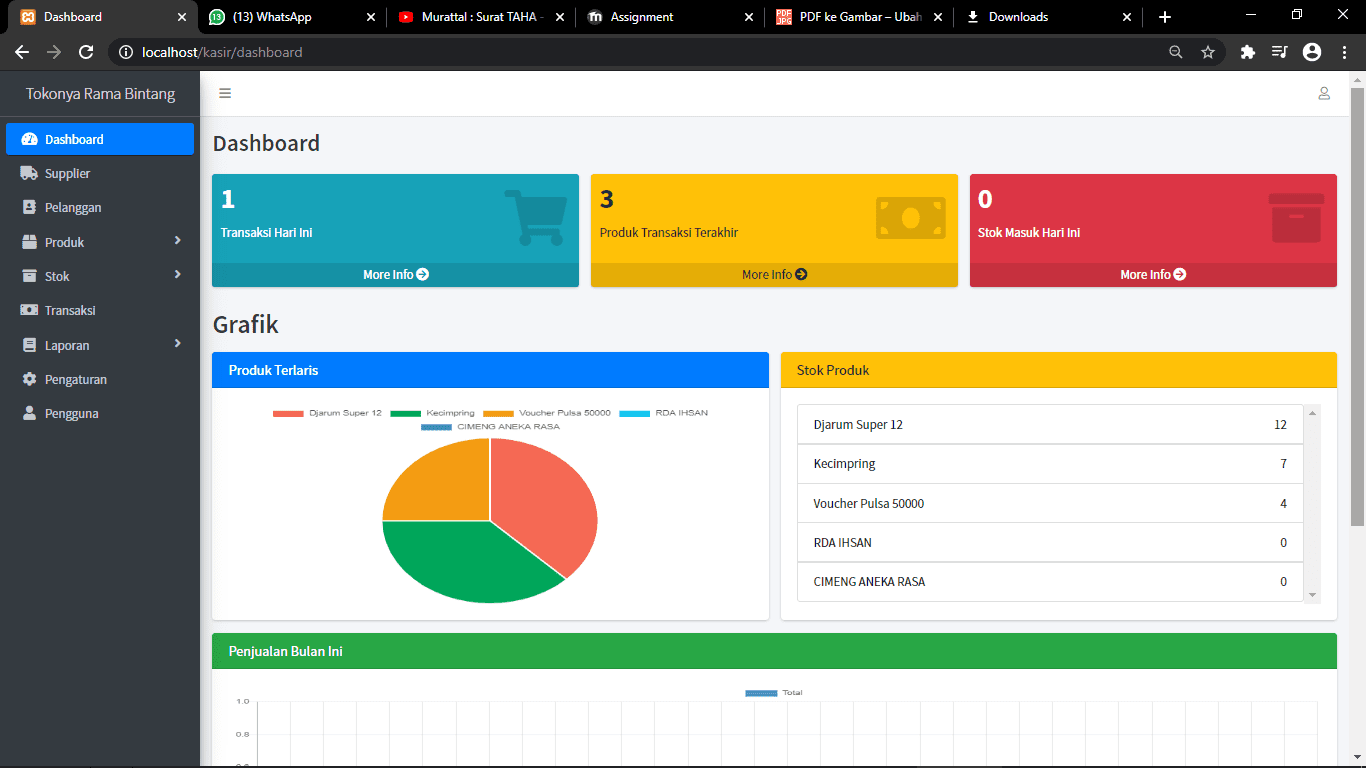 Dashboard
(13) WhatsApp
Murattal : Surat TAHA -
Assignment
PDF ke Gambar – Ubah
Downloads
localhost/kasir/dashboard
Tokonya Rama Bintang
Dashboard
Supplier
Pelanggan
Produk
Stok
Transaksi
Laporan
Pengaturan
Pengguna
Dashboard
1
Transaksi Hari Ini
More Info
3
Produk Transaksi Terakhir
More Info
0
Stok Masuk Hari Ini
More Info
Grafik
Produk Terlaris
Djarum Super 12 Kecimpring Voucher Pulsa 50000 RDA IHSAN
CIMENG ANEKA RASA
Stok Produk
Djarum Super 12 12
Kecimpring 7
Voucher Pulsa 50000 4
RDA IHSAN 0
CIMENG ANEKA RASA 0
Penjualan Bulan Ini
Total
1.0
0.8